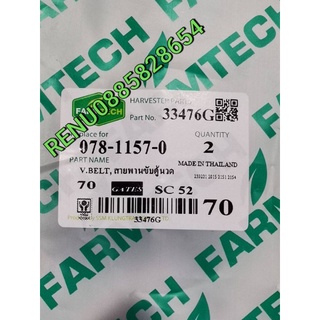 FARMTECH
HARVESTER PARTS
Part No. 33476G
RENU0885828654
978-1157-0
QUANTITY
2
PART NAME
MADE IN THAILAND
V.BELT, สายพานขับตู้นวด
70 GATES SC 52
33476G
70
FARMTECH